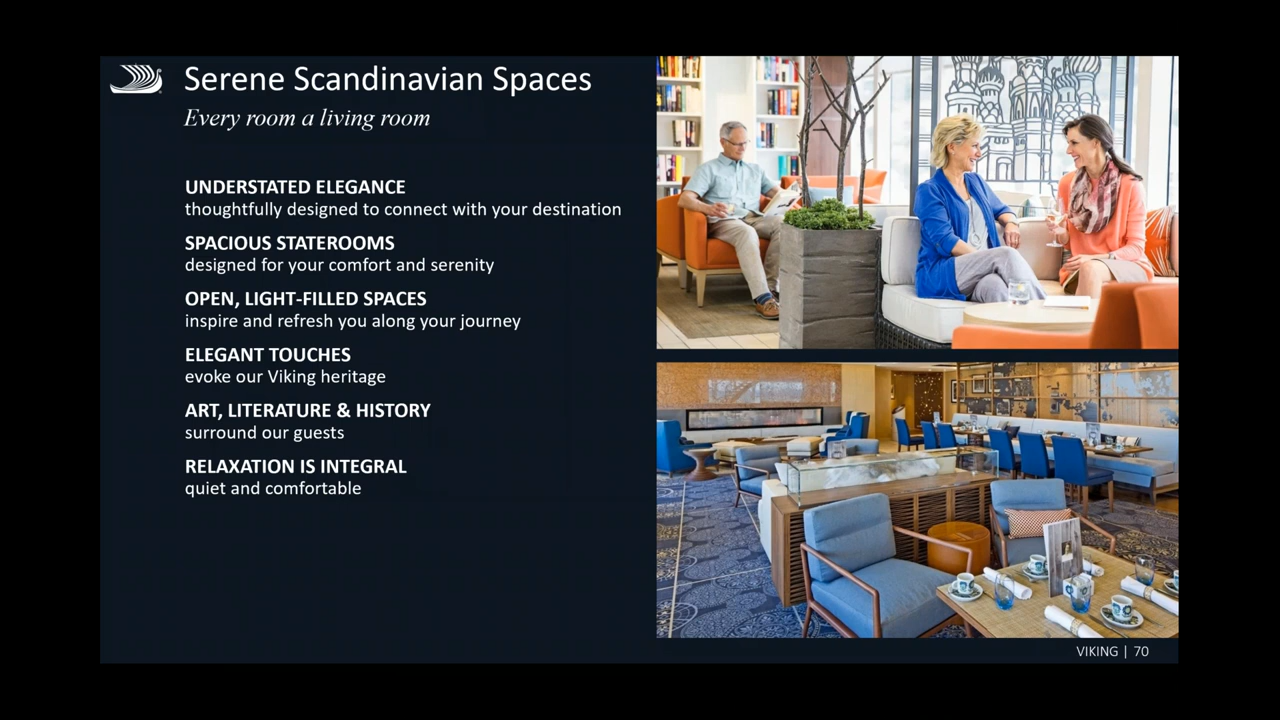 Serene Scandinavian Spaces
Every room a living room
UNDERSTATED ELEGANCE
thoughtfully designed to connect with your destination
SPACIOUS STATEROOMS
designed for your comfort and serenity
OPEN, LIGHT-FILLED SPACES
inspire and refresh you along your journey
ELEGANT TOUCHES
evoke our Viking heritage
ART, LITERATURE & HISTORY
surround our guests
RELAXATION IS INTEGRAL
quiet and comfortable
VIKING | 70